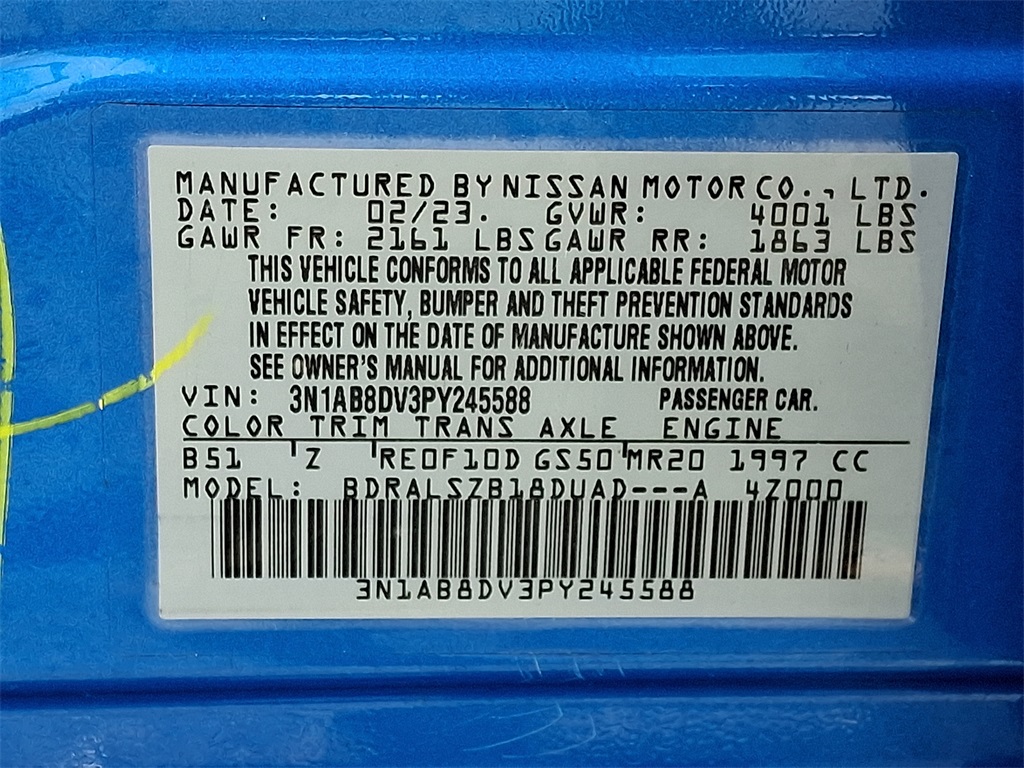 MANUFACTURED BY NISSAN MOTOR CO., LTD.
DATE: 02/23. GVWR: 4001 LBS
GAWR FR: 2161 LBS GAWR RR: 1863 LBS
THIS VEHICLE CONFORMS TO ALL APPLICABLE FEDERAL MOTOR
VEHICLE SAFETY, BUMPER AND THEFT PREVENTION STANDARDS
IN EFFECT ON THE DATE OF MANUFACTURE SHOWN ABOVE.
SEE OWNER'S MANUAL FOR ADDITIONAL INFORMATION.
VIN: 3N1AB8DV3PY245588 PASSENGER CAR.
COLOR TRIM TRANS AXLE ENGINE
B51 Z RE0F10D GS50 MR20 1997 CC
MODEL: BDRALSZB18DUAD---A 4Z000
3N1AB8DV3PY245588